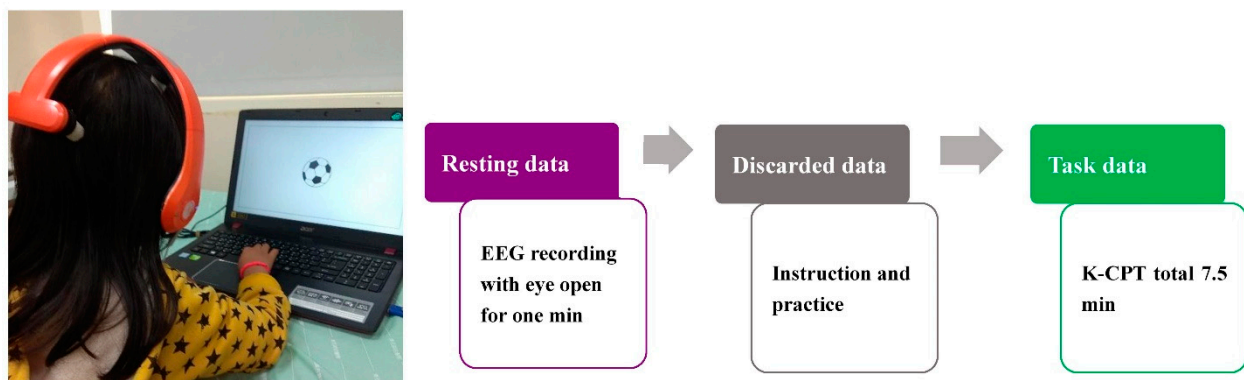 Resting data
EEG recording
with eye open
for one min
Discarded data
Instruction and
practice
Task data
K-CPT total 7.5
min
acer